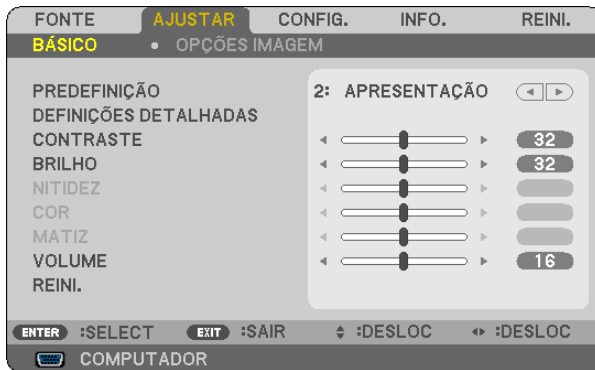 FONTE AJUSTAR CONFIG. INFO. REINI.
BÁSICO • OPÇÕES IMAGEM
PREDEFINIÇÃO 2: APRESENTAÇÃO
DEFINIÇÕES DETALHADAS
CONTRASTE 32
BRILHO 32
NITIDEZ
COR
MATIZ
VOLUME 16
REINI.
ENTER :SELECT EXIT :SAIR :DESLOC :DESLOC
COMPUTADOR